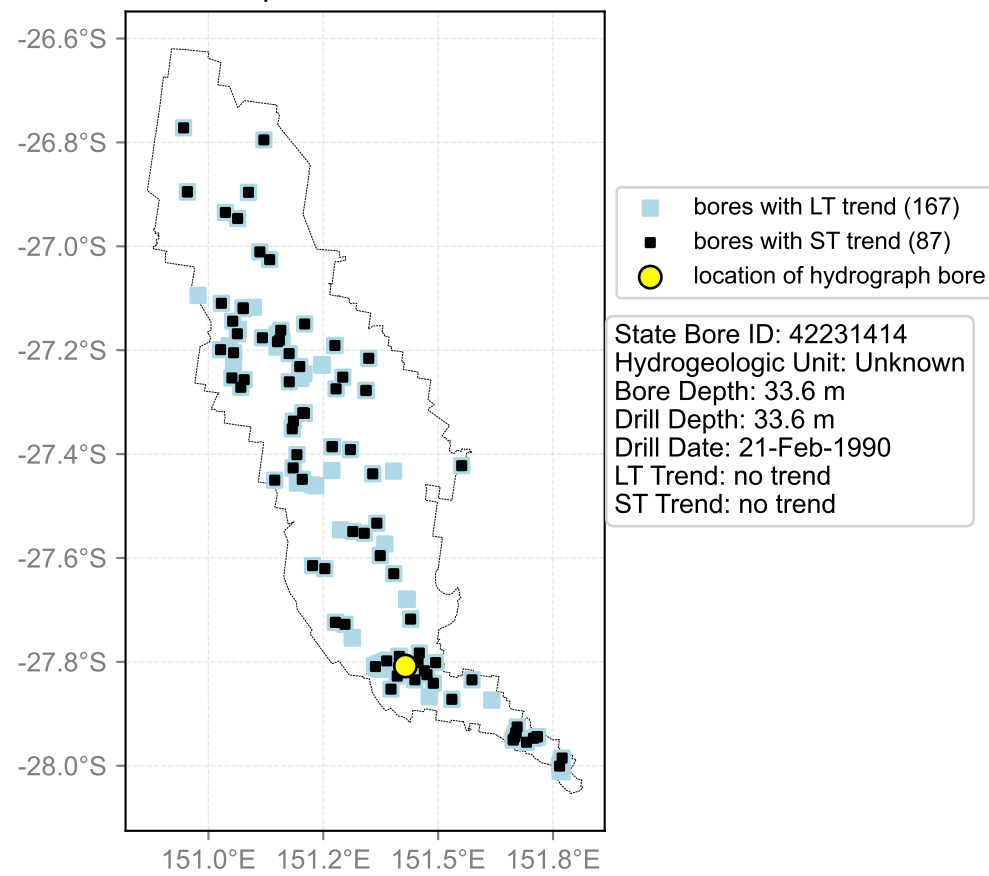 -26.6°S
-26.8°S
-27.0°S
-27.2°S
-27.4°S
-27.6°S
-27.8°S
-28.0°S
151.0°E 151.2°E 151.5°E 151.8°E
bores with LT trend (167)
bores with ST trend (87)
location of hydrograph bore
State Bore ID: 42231414
Hydrogeologic Unit: Unknown
Bore Depth: 33.6 m
Drill Depth: 33.6 m
Drill Date: 21-Feb-1990
LT Trend: no trend
ST Trend: no trend